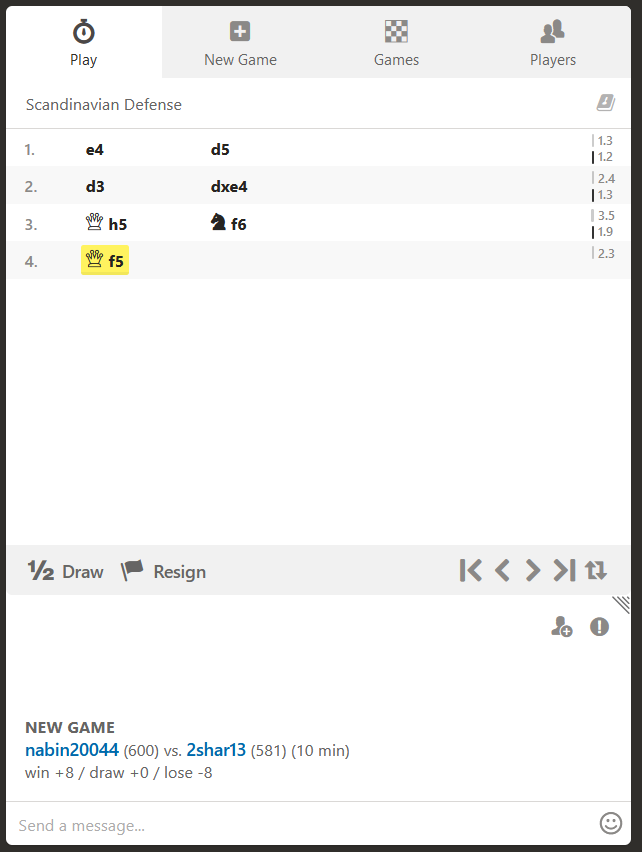 Play New Game Games Players
Scandinavian Defense
1. e4 d5 1.3
1.2
2. d3 dxe4 2.4
1.3
3. ♕ h5 ♞ f6 3.5
1.9
4. ♕ f5 2.3
½ Draw Resign
NEW GAME
nabin20044 (600) vs. 2shar13 (581) (10 min)
win +8 / draw +0 / lose -8
Send a message...